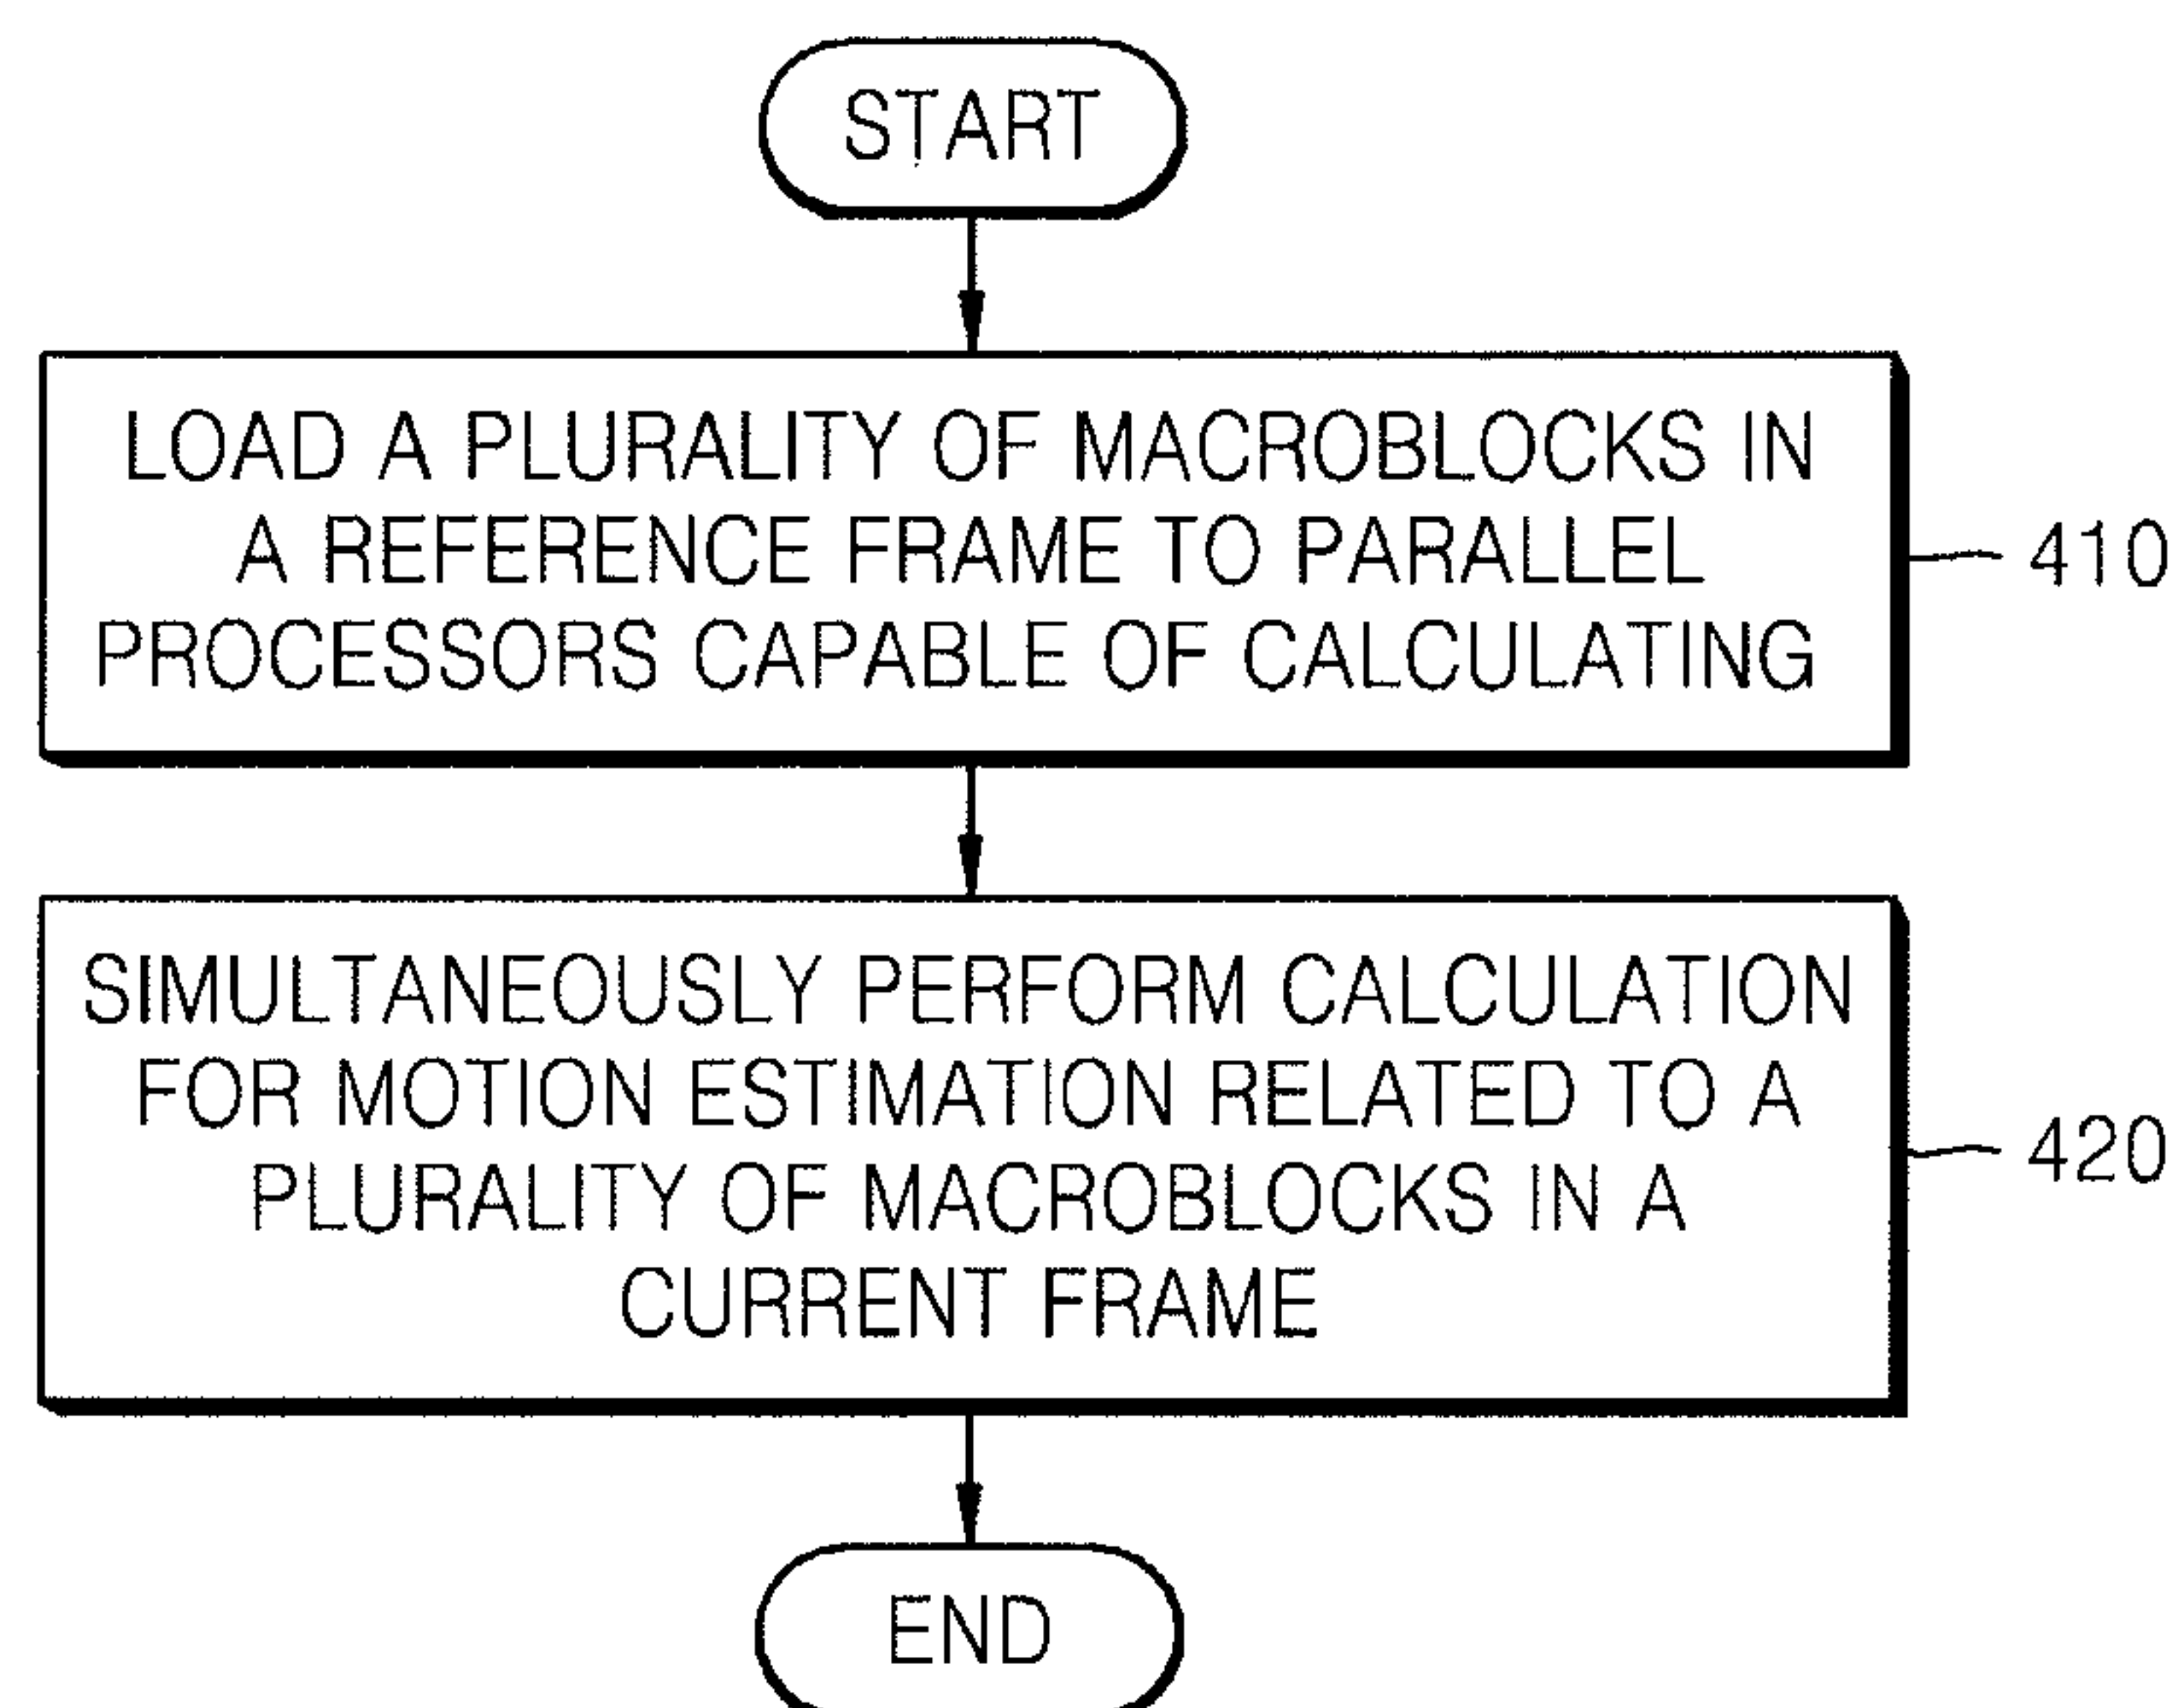 START
LOAD A PLURALITY OF MACROBLOCKS IN
A REFERENCE FRAME TO PARALLEL
PROCESSORS CAPABLE OF CALCULATING
410
SIMULTANEOUSLY PERFORM CALCULATION
FOR MOTION ESTIMATION RELATED TO A
PLURALITY OF MACROBLOCKS IN A
CURRENT FRAME
420
END